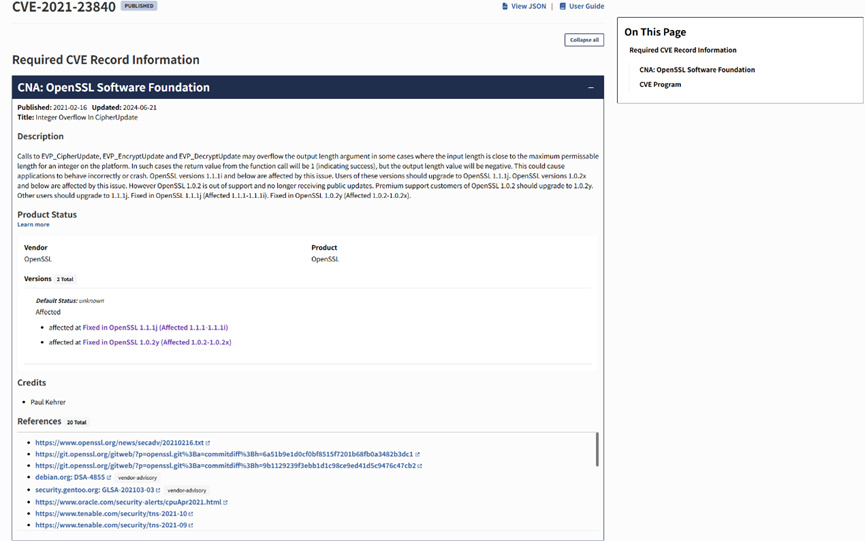 CVE-2021-23840 PUBLISHED
View JSON | User Guide
Collapse all
Required CVE Record Information
CNA: OpenSSL Software Foundation
Published: 2021-02-16 Updated: 2024-06-21
Title: Integer Overflow In CipherUpdate
Description
Calls to EVP_CipherUpdate, EVP_EncryptUpdate and EVP_DecryptUpdate may overflow the output length argument in some cases where the input length is close to the maximum permissable
length for an integer on the platform. In such cases the return value from the function call will be 1 (indicating success), but the output length value will be negative. This could cause
applications to behave incorrectly or crash. OpenSSL versions 1.1.1i and below are affected by this issue. Users of these versions should upgrade to OpenSSL 1.1.1j. OpenSSL versions 1.0.2x
and below are affected by this issue. However OpenSSL 1.0.2 is out of support and no longer receiving public updates. Premium support customers of OpenSSL 1.0.2 should upgrade to 1.0.2y.
Other users should upgrade to 1.1.1j. Fixed in OpenSSL 1.1.1j (Affected 1.1.1-1.1.1i). Fixed in OpenSSL 1.0.2y (Affected 1.0.2-1.0.2x).
Product Status
Learn more
Vendor
OpenSSL
Product
OpenSSL
Versions 2 Total
Default Status: unknown
Affected
affected at Fixed in OpenSSL 1.1.1j (Affected 1.1.1-1.1.1i)
affected at Fixed in OpenSSL 1.0.2y (Affected 1.0.2-1.0.2x)
Credits
Paul Kehrer
References 20 Total
https://www.openssl.org/news/secadv/20210216.txt
https://git.openssl.org/gitweb/?p=openssl.git%3Ba=commitdiff%3Bh=6a51b9e1d0cf0bf8515f7201b68fb0a3482b3dc1
https://git.openssl.org/gitweb/?p=openssl.git%3Ba=commitdiff%3Bh=9b1129239f3ebb1d1c98ce9ed41d5c9476c47cb2
debian.org: DSA-4855 vendor-advisory
security.gentoo.org: GLSA-202103-03 vendor-advisory
https://www.oracle.com/security-alerts/cpuApr2021.html
https://www.tenable.com/security/tns-2021-10
https://www.tenable.com/security/tns-2021-09
On This Page
Required CVE Record Information
CNA: OpenSSL Software Foundation
CVE Program